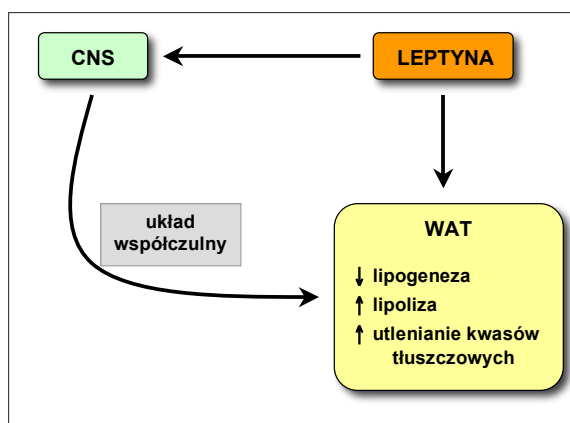 CNS
LEPTYNA
układ
współczulny
WAT
↓ lipogeneza
↑ lipoliza
↑ utlenianie kwasów
tłuszczowych